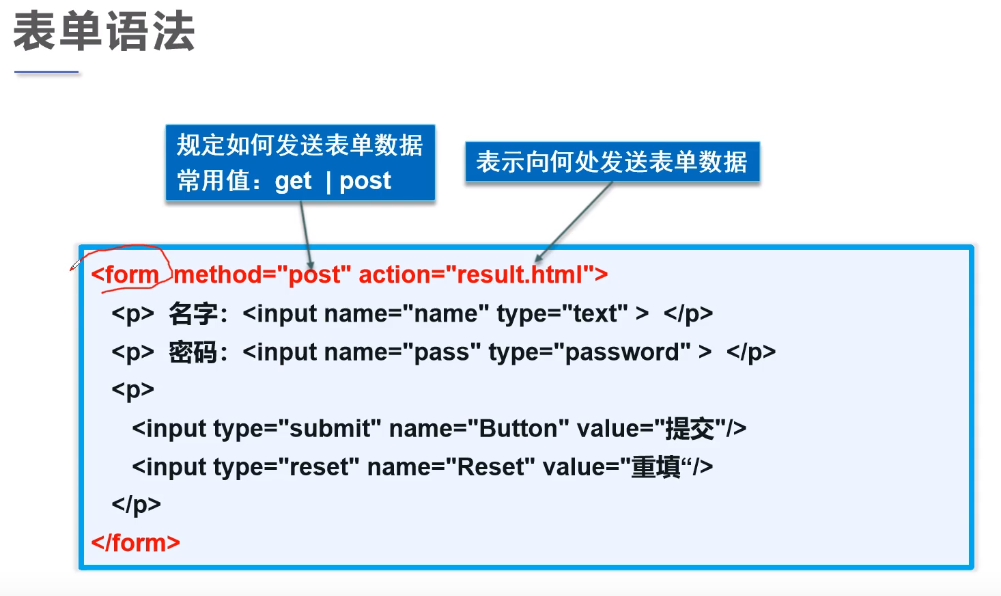 表单语法
规定如何发送表单数据
常用值：get | post
表示向何处发送表单数据
<form method="post" action="result.html">
<p> 名字：<input name="name" type="text" > </p>
<p> 密码：<input name="pass" type="password" > </p>
<p>
<input type="submit" name="Button" value="提交"/>
<input type="reset" name="Reset" value="重填“/>
</p>
</form>